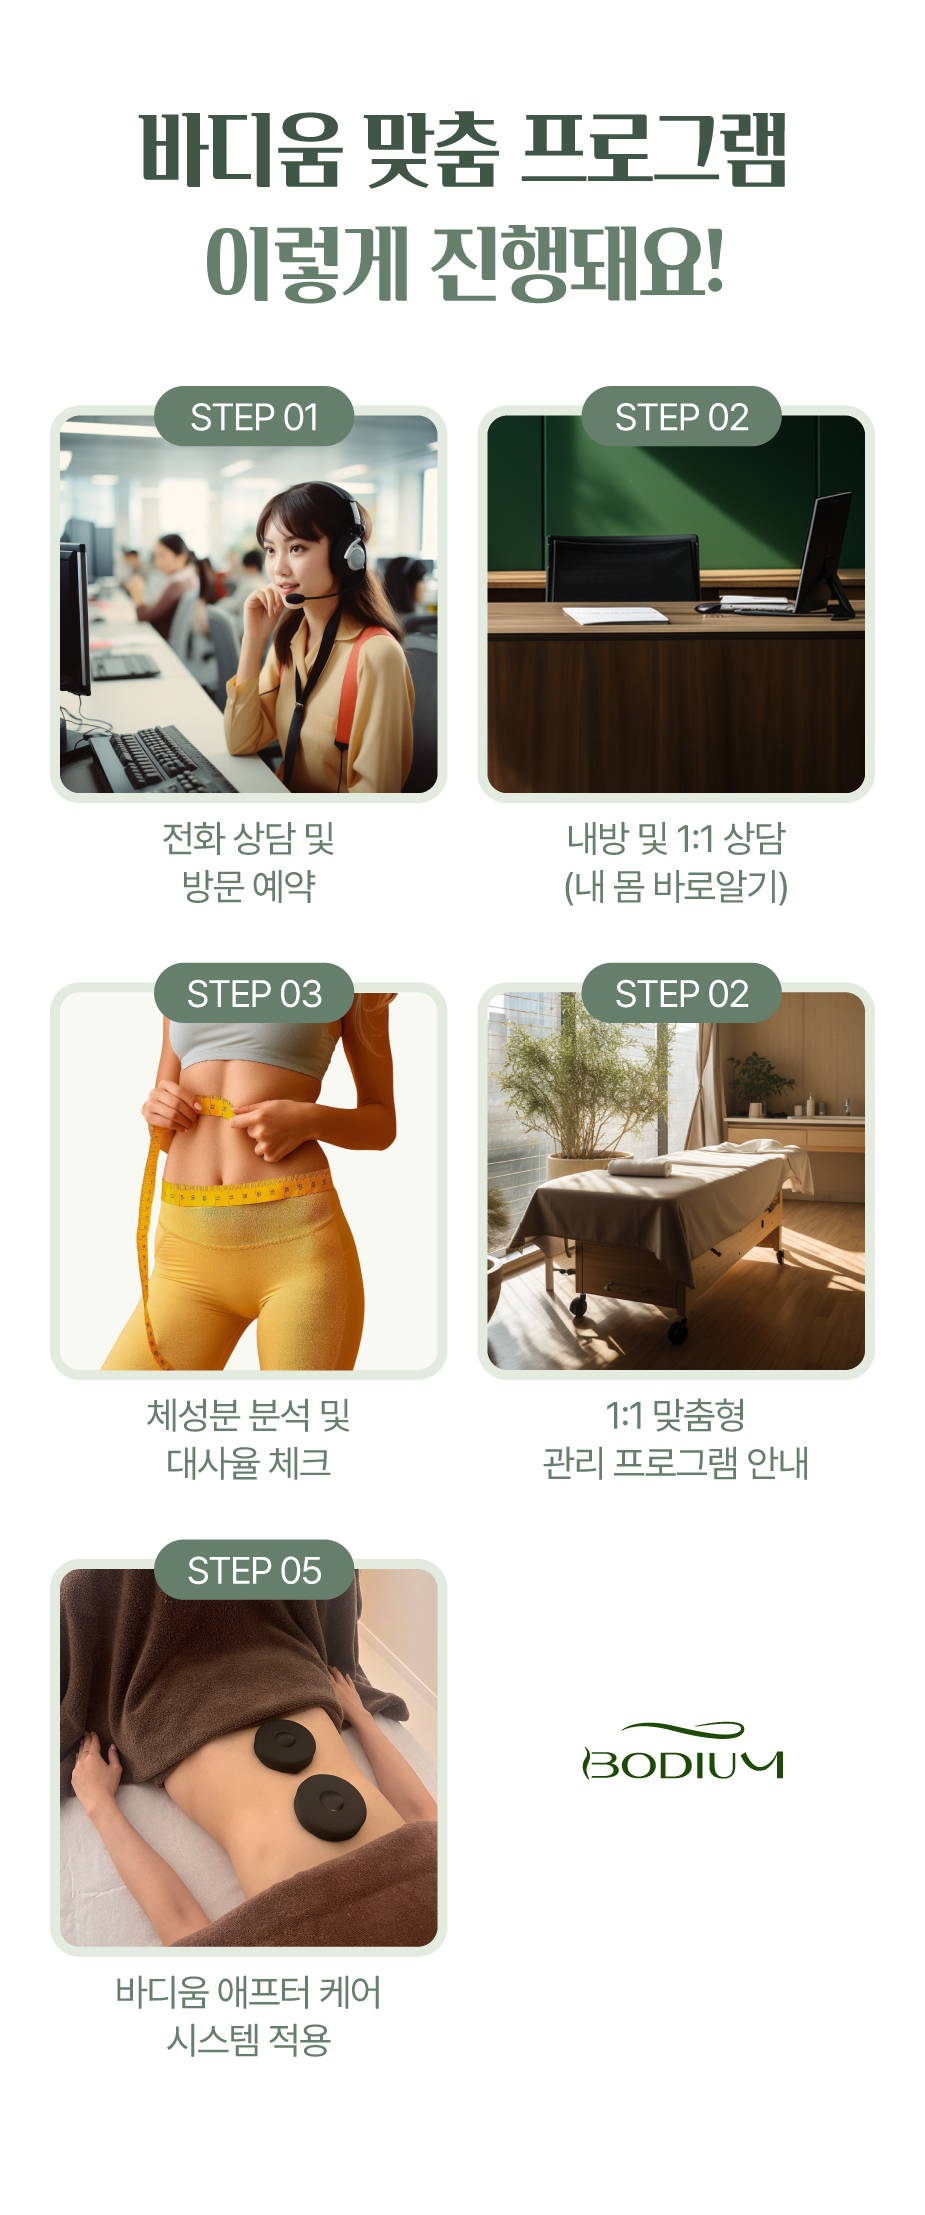 바디움 맞춤 프로그램
이렇게 진행돼요!
STEP 01
전화 상담 및
방문 예약
STEP 02
내방 및 1:1 상담
(내 몸 바로알기)
STEP 03
체성분 분석 및
대사율 체크
STEP 02
1:1 맞춤형
관리 프로그램 안내
STEP 05
바디움 애프터 케어
시스템 적용
BODIUM